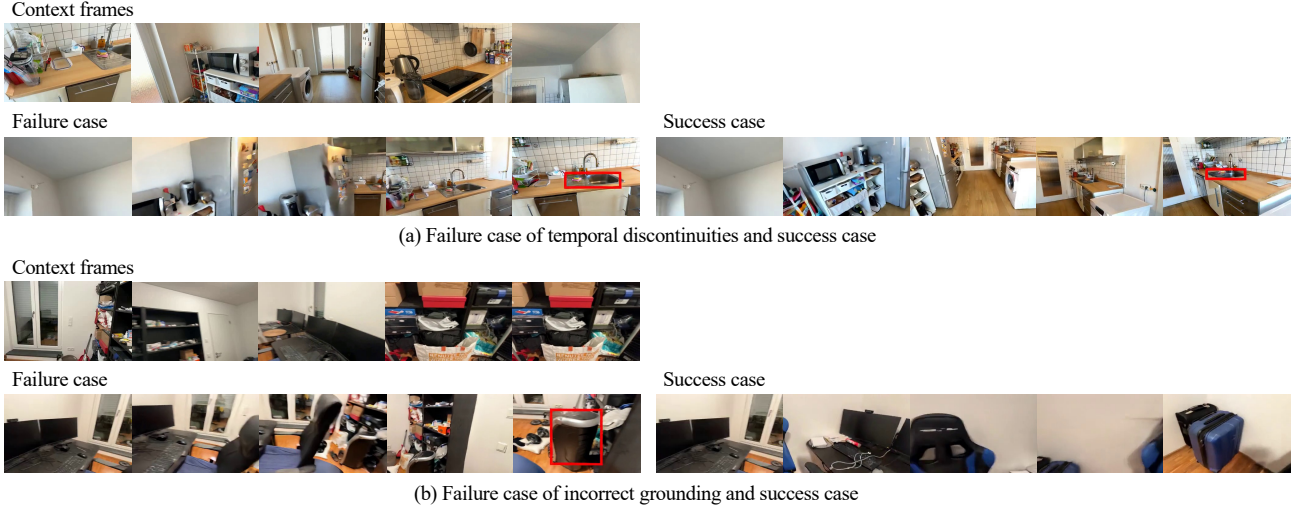 Context frames
Failure case
Success case
(a) Failure case of temporal discontinuities and success case
Context frames
Failure case
Success case
(b) Failure case of incorrect grounding and success case